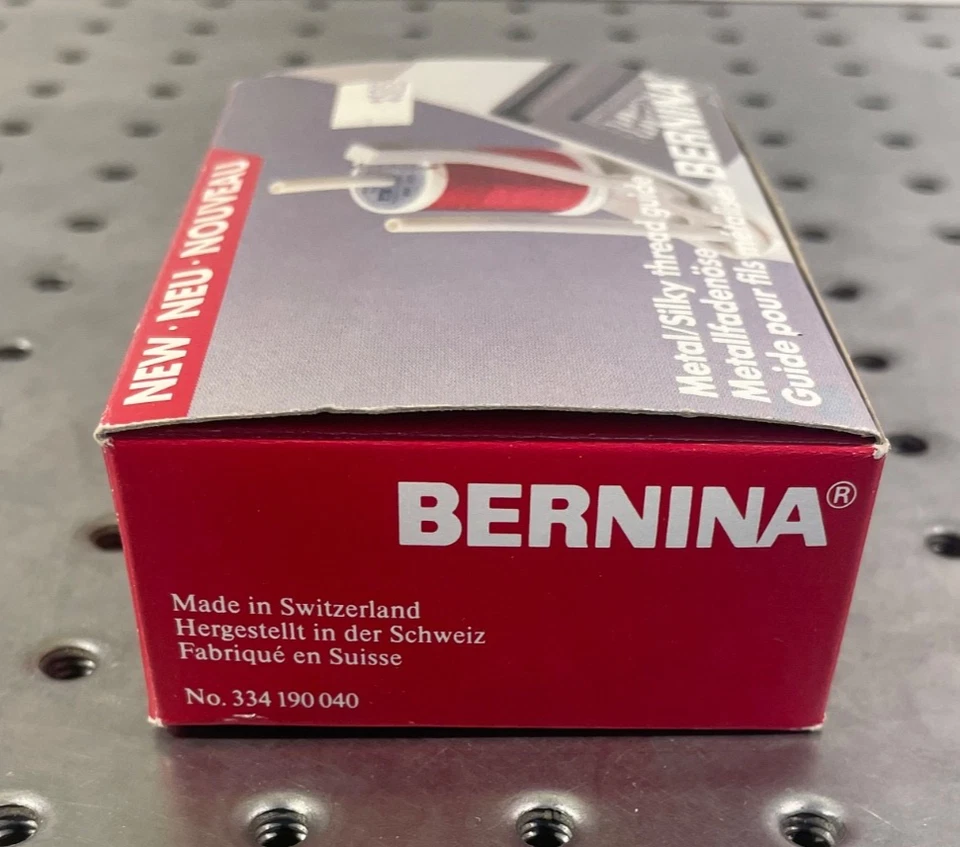 NEW · NEU · NOUVEAU
BERNINA
Metal/Silky thread guide
Metallfadenöse
Guide pour fils métalliques
BERNINA®
Made in Switzerland
Hergestellt in der Schweiz
Fabriqué en Suisse
No. 334 190 040